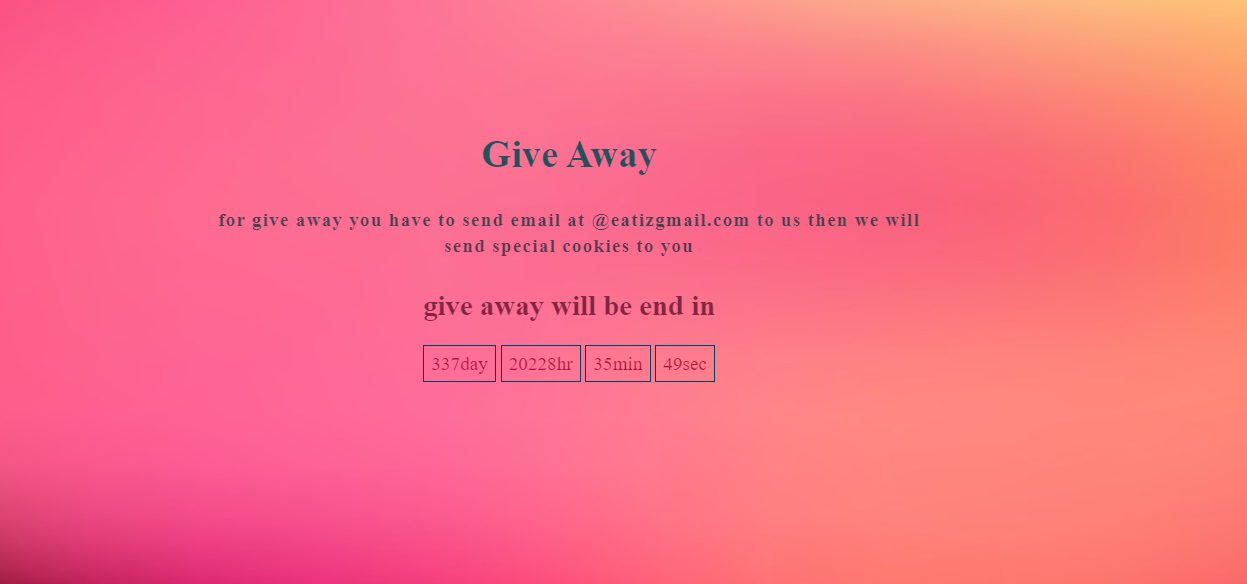 Give Away
for give away you have to send email at @eatizgmail.com to us then we will
send special cookies to you
give away will be end in
337day 20228hr 35min 49sec